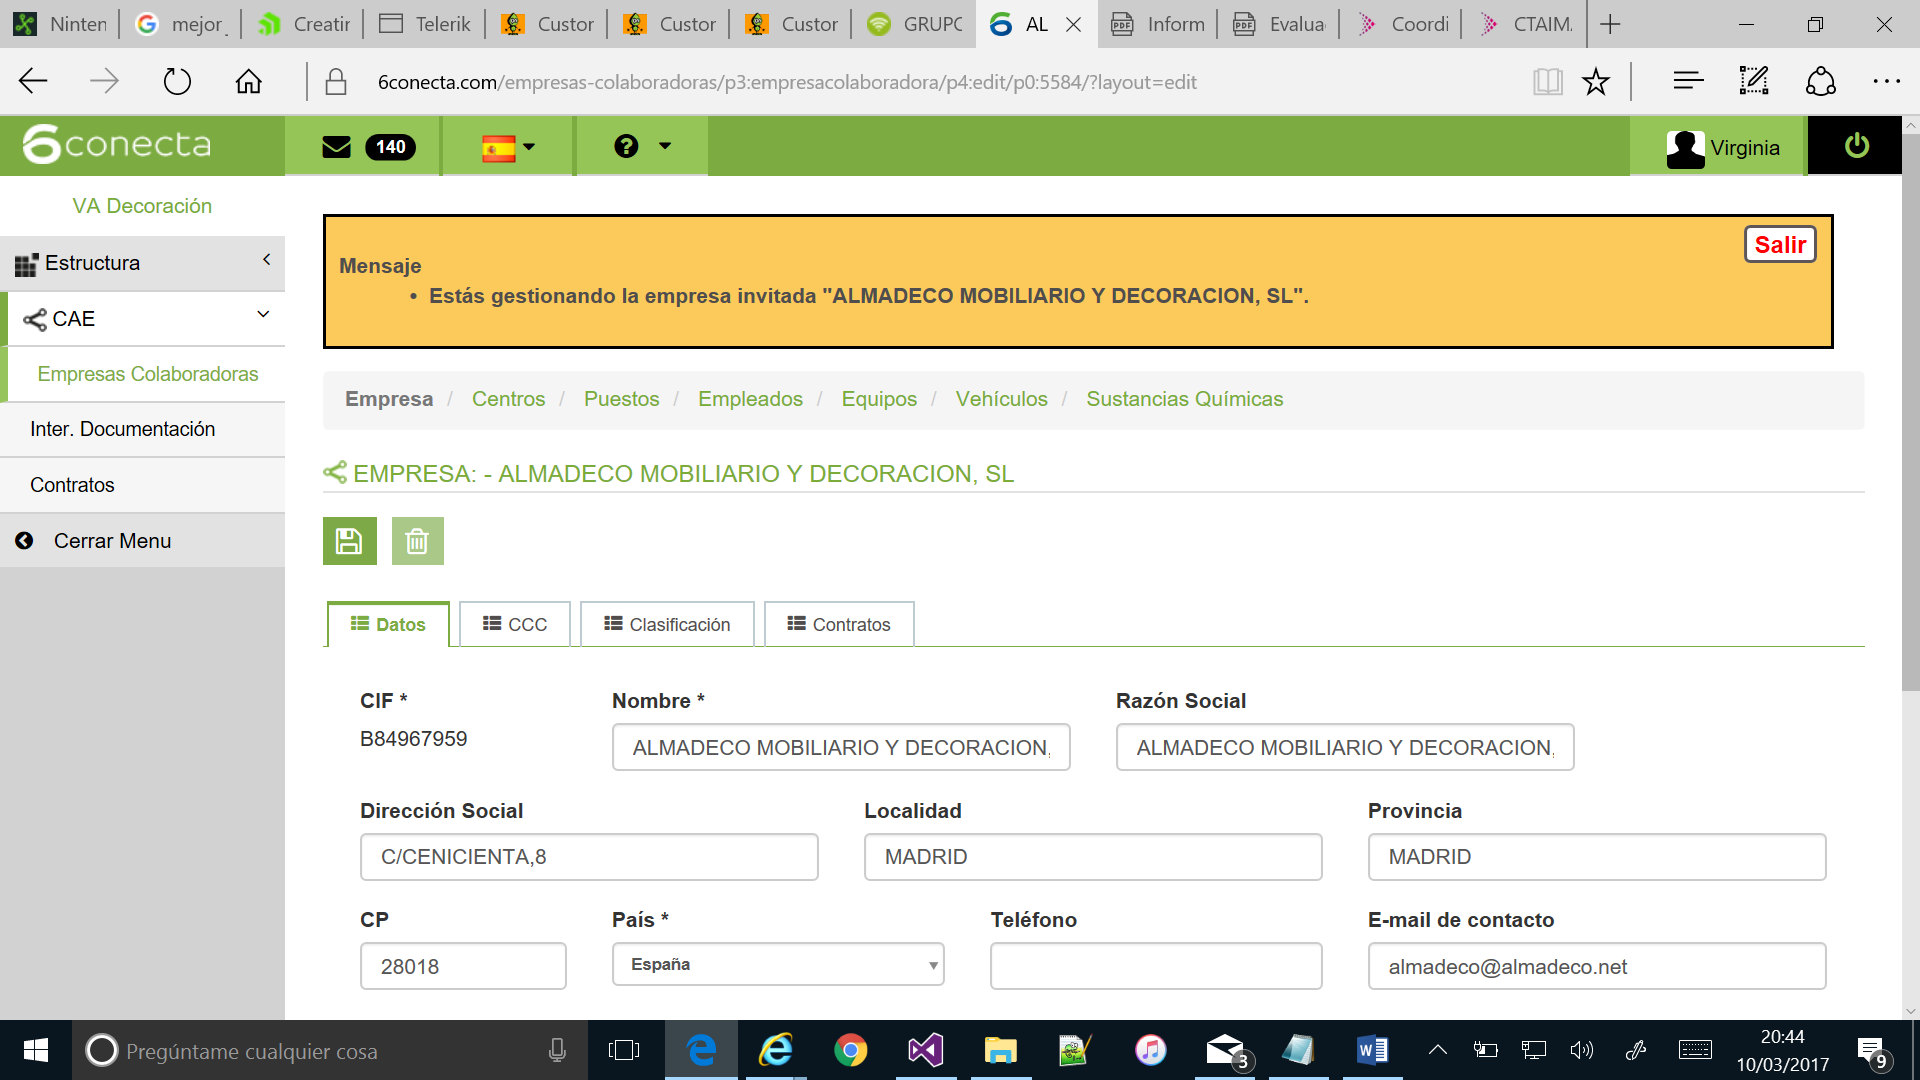 Ninten
mejor_
Creatir
Telerik
Custor
Custor
Custor
GRUPO
AL
Inform
Evalua
Coordi
CTAIM
6conecta.com/empresas-colaboradoras/p3:empresacolaboradora/p4:edit/p0:5584/?layout=edit
6conecta
140
Virginia
VA Decoración
Estructura
CAE
Empresas Colaboradoras
Inter. Documentación
Contratos
Cerrar Menu
Salir
Mensaje
• Estás gestionando la empresa invitada "ALMADECO MOBILIARIO Y DECORACION, SL".
Empresa / Centros / Puestos / Empleados / Equipos / Vehículos / Sustancias Químicas
EMPRESA: - ALMADECO MOBILIARIO Y DECORACION, SL
Datos
CCC
Clasificación
Contratos
CIF *
B84967959
Nombre *
ALMADECO MOBILIARIO Y DECORACION,
Razón Social
ALMADECO MOBILIARIO Y DECORACION,
Dirección Social
C/CENICIENTA,8
Localidad
MADRID
Provincia
MADRID
CP
28018
País *
España
Teléfono
E-mail de contacto
almadeco@almadeco.net
Pregúntame cualquier cosa
3
20:44
10/03/2017
9